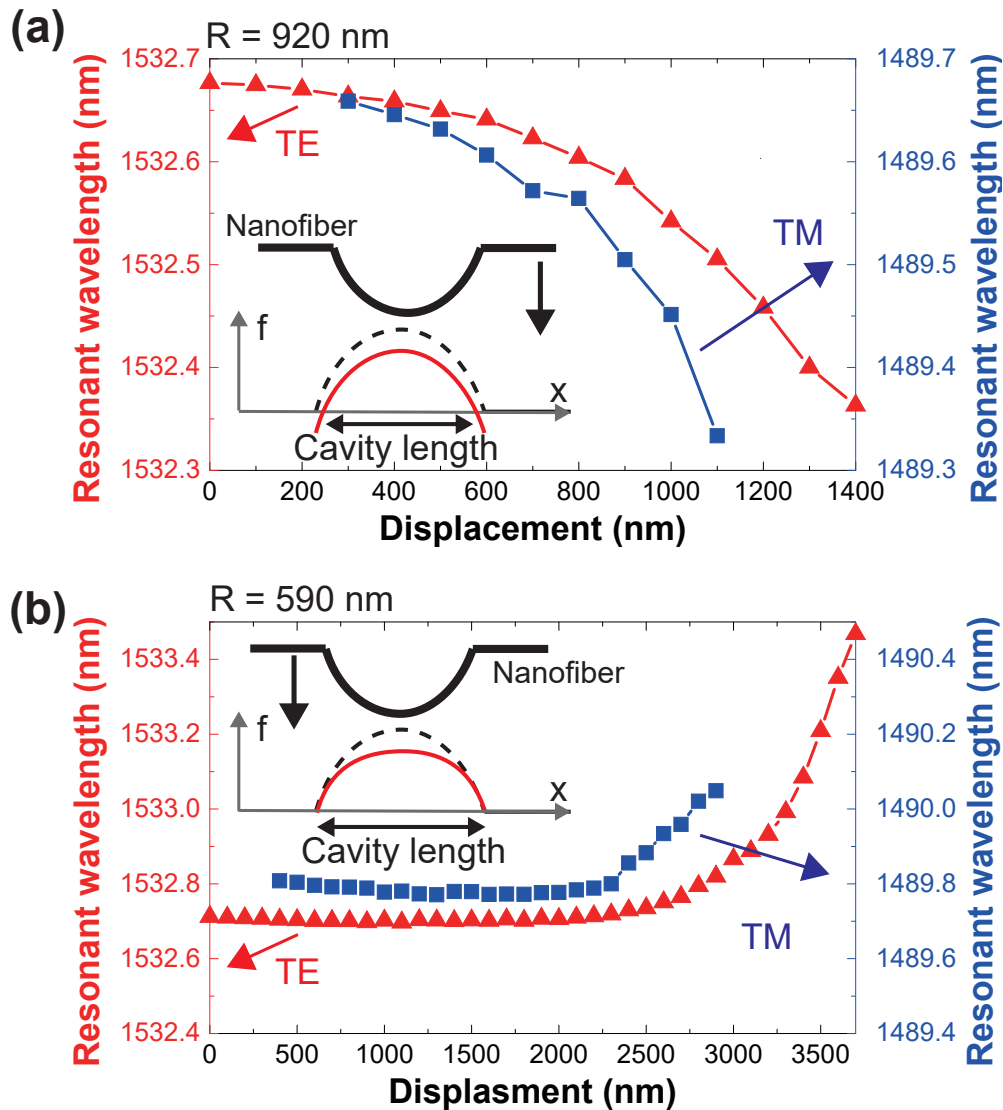 (a)
R = 920 nm
Resonant wavelength (nm)
1532.7
1532.6
1532.5
1532.4
1532.3
TE
TM
Nanofiber
f
x
Cavity length
1489.7
1489.6
1489.5
1489.4
1489.3
Resonant wavelength (nm)
0 200 400 600 800 1000 1200 1400
Displacement (nm)
(b)
R = 590 nm
Resonant wavelength (nm)
1533.4
1533.2
1533.0
1532.8
1532.6
1532.4
Nanofiber
f
x
Cavity length
TE
TM
1490.4
1490.2
1490.0
1489.8
1489.6
1489.4
Resonant wavelength (nm)
0 500 1000 1500 2000 2500 3000 3500
Displasment (nm)